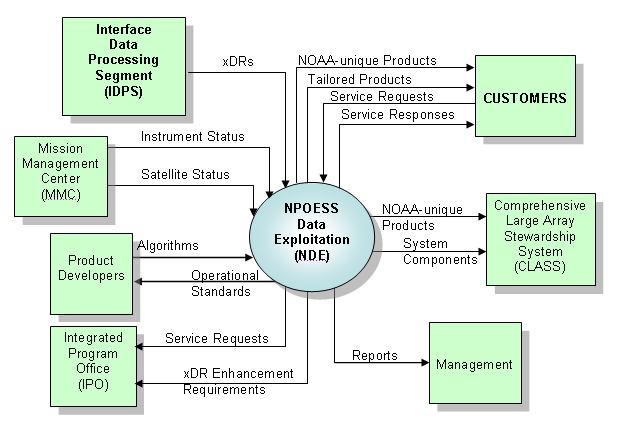 Interface
Data
Processing
Segment
(IDPS)
xDRs
NOAA-unique Products
Tailored Products
Service Requests
Service Responses
CUSTOMERS
Mission
Management
Center
(MMC)
Instrument Status
Satellite Status
NPOESS
Data
Exploitation
(NDE)
NOAA-unique
Products
System
Components
Comprehensive
Large Array
Stewardship
System
(CLASS)
Product
Developers
Algorithms
Operational
Standards
Integrated
Program
Office
(IPO)
Service Requests
xDR Enhancement
Requirements
Reports
Management